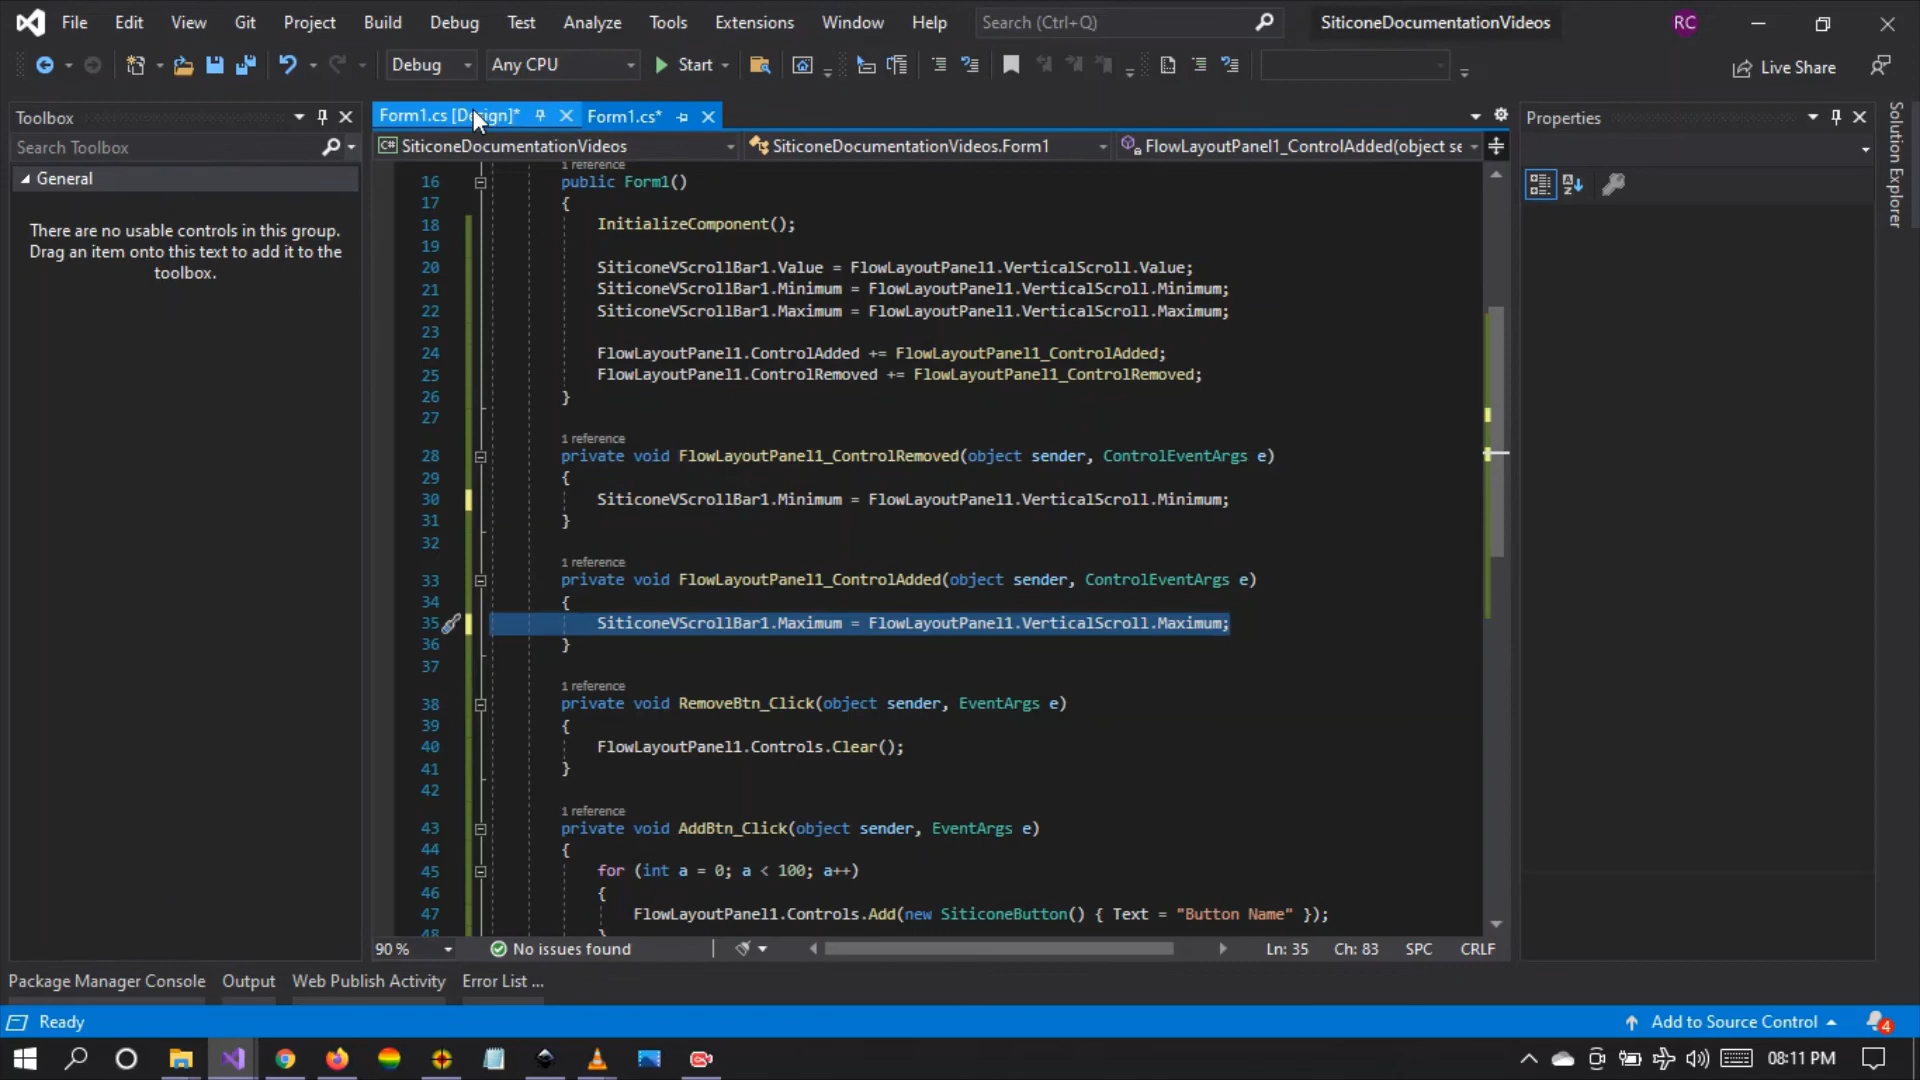 File Edit View Git Project Build Debug Test Analyze Tools Extensions Window Help Search (Ctrl+Q) SiticoneDocumentationVideos RC
Debug Any CPU Start Live Share
Toolbox
Search Toolbox
General
There are no usable controls in this group.
Drag an item onto this text to add it to the
toolbox.
Form1.cs [Design]* Form1.cs*
C# SiticoneDocumentationVideos SiticoneDocumentationVideos.Form1 FlowLayoutPanel1_ControlAdded(object se
1 reference
16 public Form1()
17 {
18 InitializeComponent();
19
20 SiticoneVScrollBar1.Value = FlowLayoutPanel1.VerticalScroll.Value;
21 SiticoneVScrollBar1.Minimum = FlowLayoutPanel1.VerticalScroll.Minimum;
22 SiticoneVScrollBar1.Maximum = FlowLayoutPanel1.VerticalScroll.Maximum;
23
24 FlowLayoutPanel1.ControlAdded += FlowLayoutPanel1_ControlAdded;
25 FlowLayoutPanel1.ControlRemoved += FlowLayoutPanel1_ControlRemoved;
26 }
27
1 reference
28 private void FlowLayoutPanel1_ControlRemoved(object sender, ControlEventArgs e)
29 {
30 SiticoneVScrollBar1.Minimum = FlowLayoutPanel1.VerticalScroll.Minimum;
31 }
32
1 reference
33 private void FlowLayoutPanel1_ControlAdded(object sender, ControlEventArgs e)
34 {
35 SiticoneVScrollBar1.Maximum = FlowLayoutPanel1.VerticalScroll.Maximum;
36 }
37
1 reference
38 private void RemoveBtn_Click(object sender, EventArgs e)
39 {
40 FlowLayoutPanel1.Controls.Clear();
41 }
42
1 reference
43 private void AddBtn_Click(object sender, EventArgs e)
44 {
45 for (int a = 0; a < 100; a++)
46 {
47 FlowLayoutPanel1.Controls.Add(new SiticoneButton() { Text = "Button Name" });
48 }
90 % No issues found Ln: 35 Ch: 83 SPC CRLF
Properties
Solution Explorer
Package Manager Console Output Web Publish Activity Error List ...
Ready Add to Source Control 4
08:11 PM